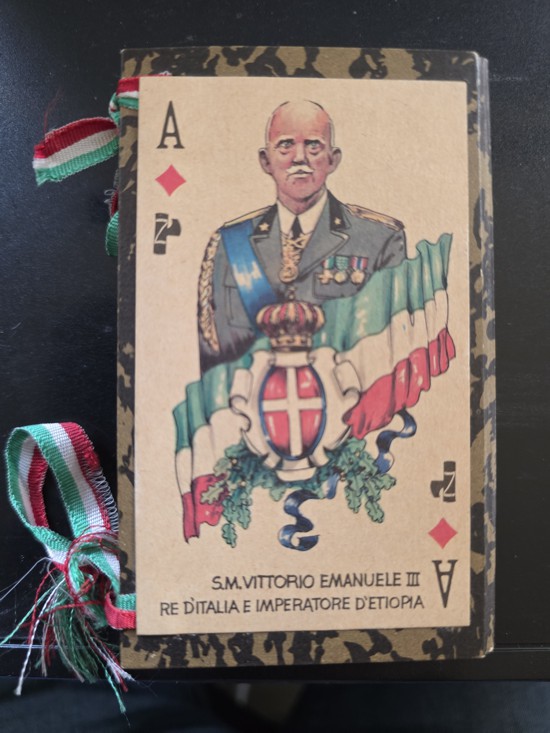 A
S.M. VITTORIO EMANUELE III
RE D'ITALIA E IMPERATORE D'ETIOPIA
A